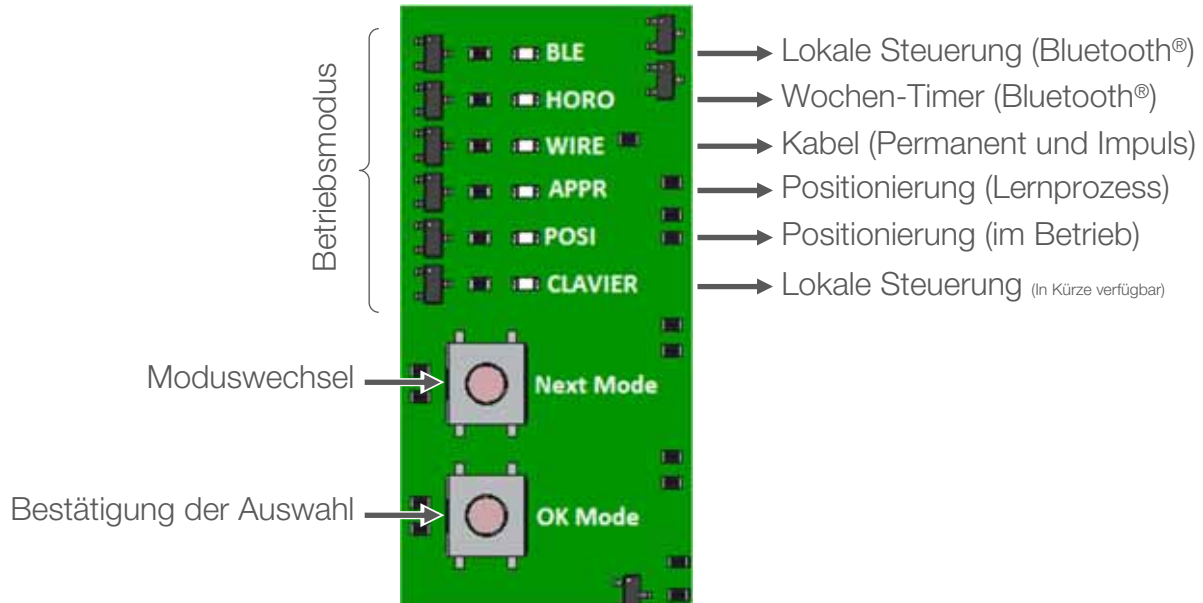 Betriebsmodus
BLE
Lokale Steuerung (Bluetooth®)
HORO
Wochen-Timer (Bluetooth®)
WIRE
Kabel (Permanent und Impuls)
APPR
Positionierung (Lernprozess)
POSI
Positionierung (im Betrieb)
CLAVIER
Lokale Steuerung (In Kürze verfügbar)
Moduswechsel
Next Mode
Bestätigung der Auswahl
OK Mode